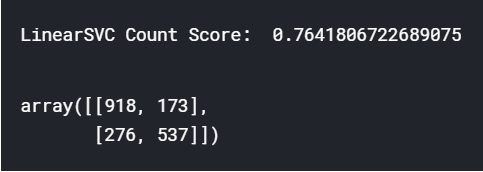 LinearSVC Count Score:  0.7641806722689075
array([[918, 173],
       [276, 537]])